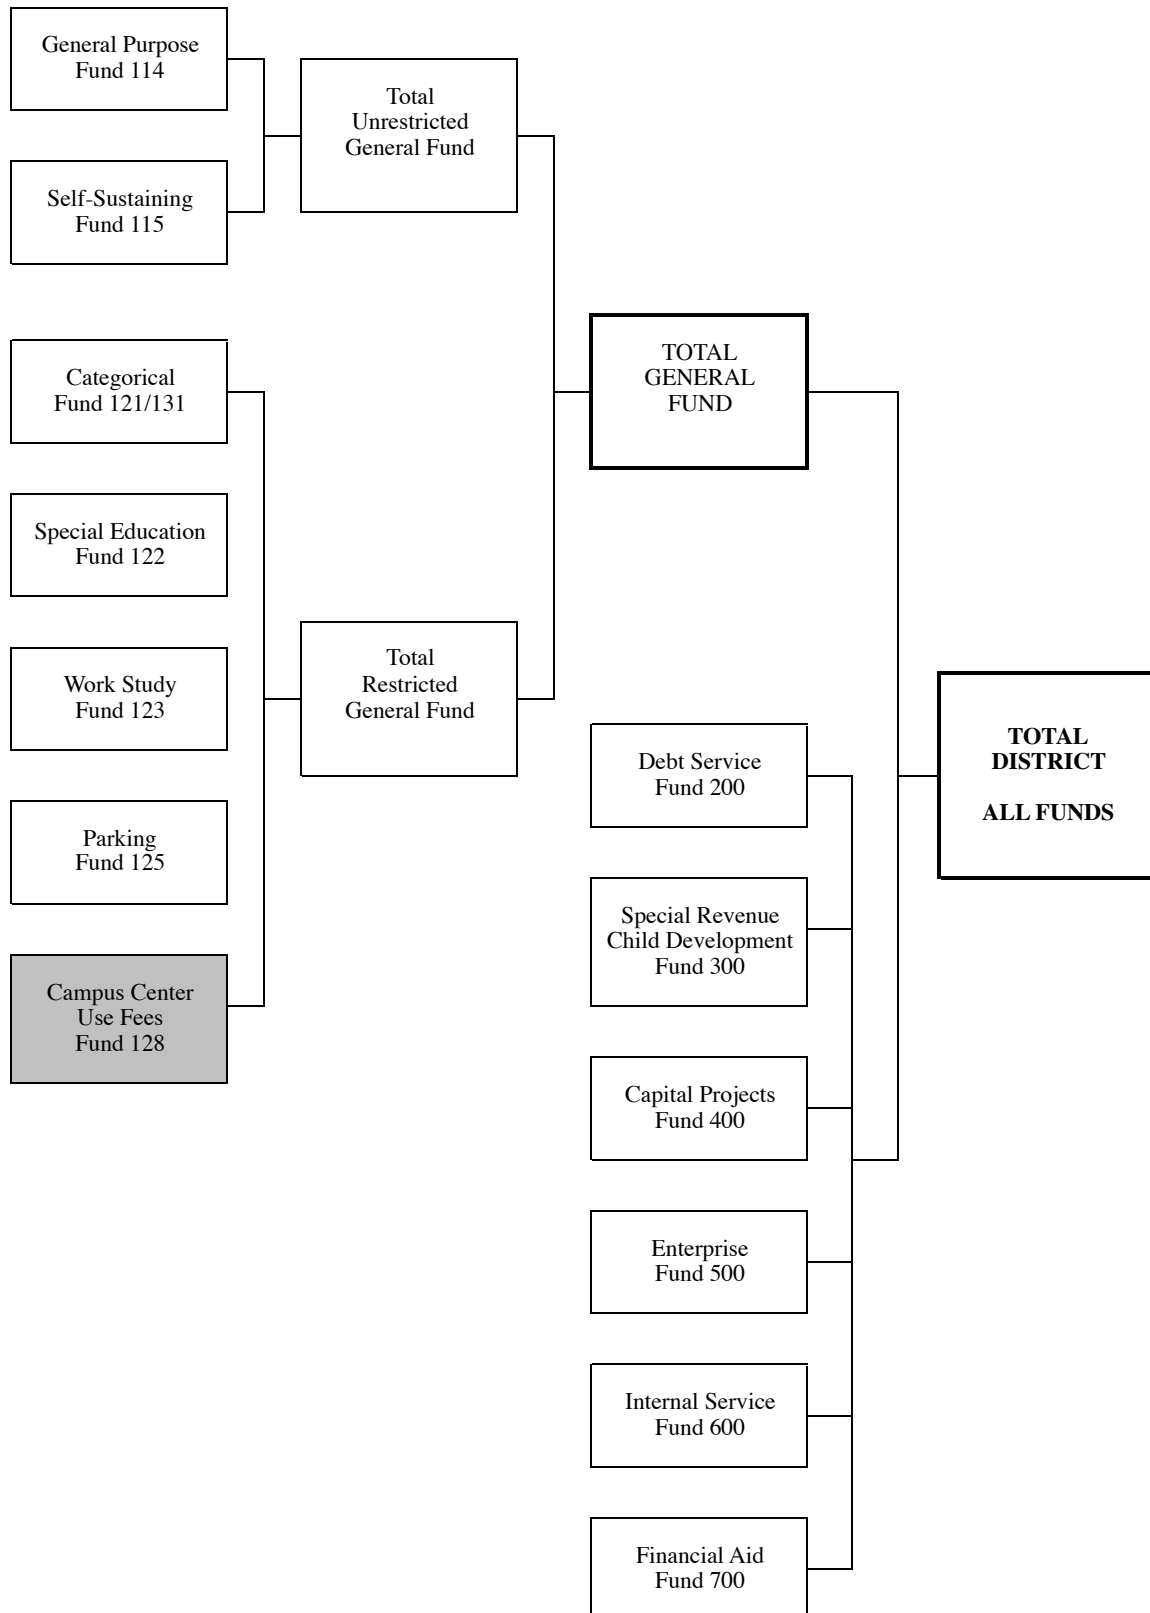 General Purpose
Fund 114
Total
Unrestricted
General Fund
Self-Sustaining
Fund 115
Categorical
Fund 121/131
TOTAL
GENERAL
FUND
Special Education
Fund 122
Work Study
Fund 123
Total
Restricted
General Fund
Parking
Fund 125
Campus Center
Use Fees
Fund 128
Debt Service
Fund 200
TOTAL
DISTRICT
ALL FUNDS
Special Revenue
Child Development
Fund 300
Capital Projects
Fund 400
Enterprise
Fund 500
Internal Service
Fund 600
Financial Aid
Fund 700